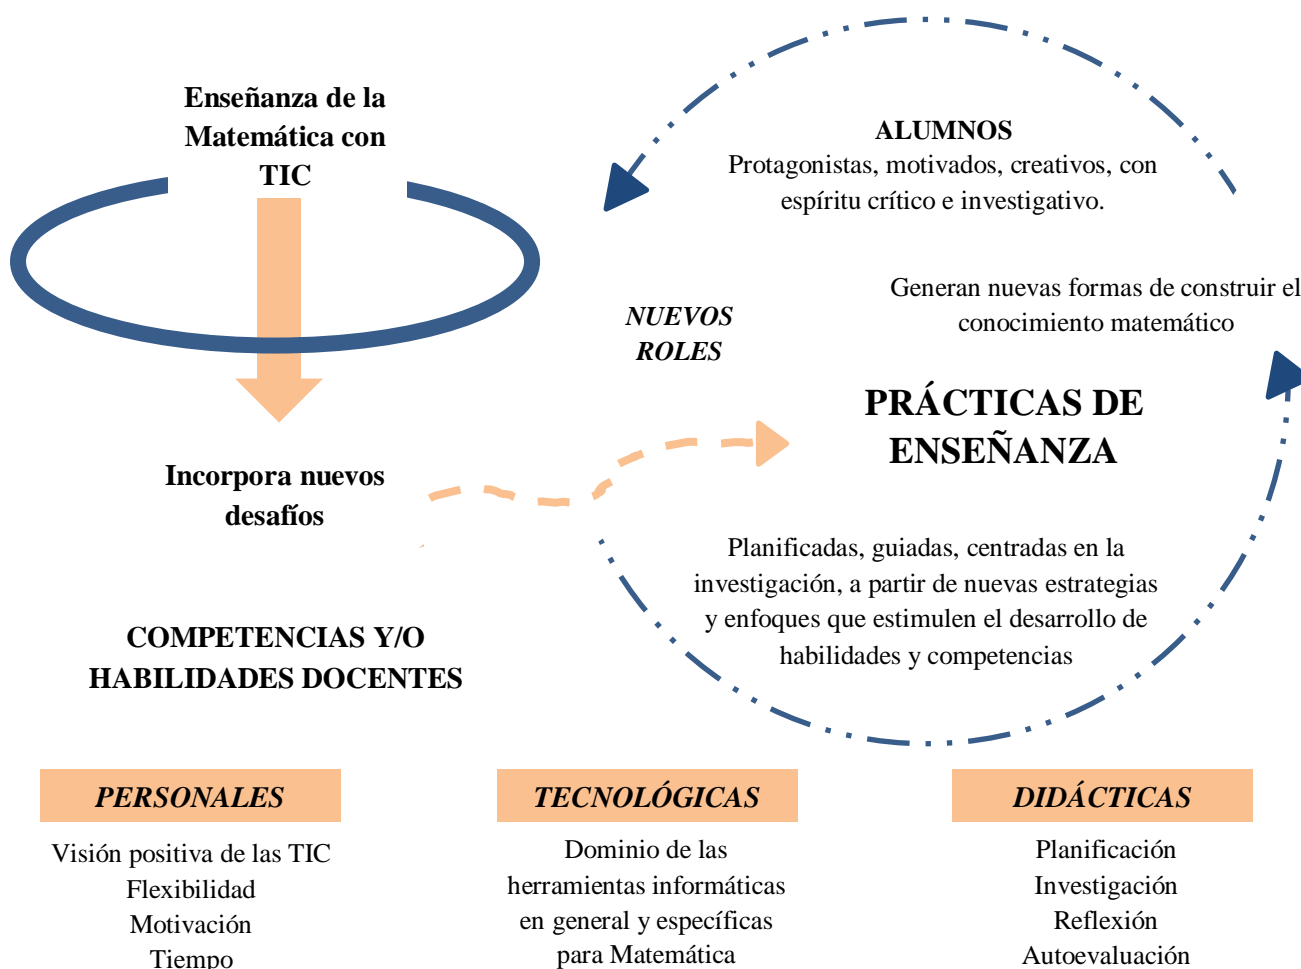 Enseñanza de la
Matemática con
TIC
ALUMNOS
Protagonistas, motivados, creativos, con
espíritu crítico e investigativo.
Generan nuevas formas de construir el
conocimiento matemático
NUEVOS
ROLES
PRÁCTICAS DE
ENSEÑANZA
Incorpora nuevos
desafíos
Planificadas, guiadas, centradas en la
investigación, a partir de nuevas estrategias
y enfoques que estimulen el desarrollo de
habilidades y competencias
COMPETENCIAS Y/O
HABILIDADES DOCENTES
PERSONALES
Visión positiva de las TIC
Flexibilidad
Motivación
Tiempo
TECNOLÓGICAS
Dominio de las
herramientas informáticas
en general y específicas
para Matemática
DIDÁCTICAS
Planificación
Investigación
Reflexión
Autoevaluación